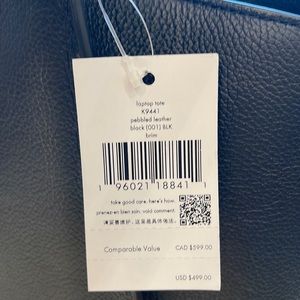 laptop tote
K9441
pebbled leather
black (001) BLK
brim
1 96021 18841 1
take good care. here's how.
prenez-en bien soin, voici comment.
Comparable Value CAD $599.00
USD $499.00